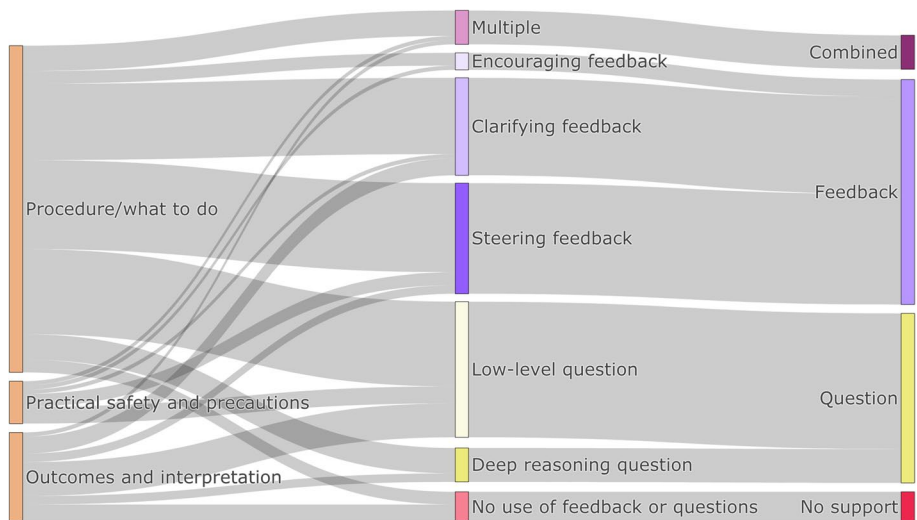 Procedure/what to do
Practical safety and precautions
Outcomes and interpretation
Multiple
Encouraging feedback
Clarifying feedback
Steering feedback
Low-level question
Deep reasoning question
No use of feedback or questions
Combined
Feedback
Question
No support